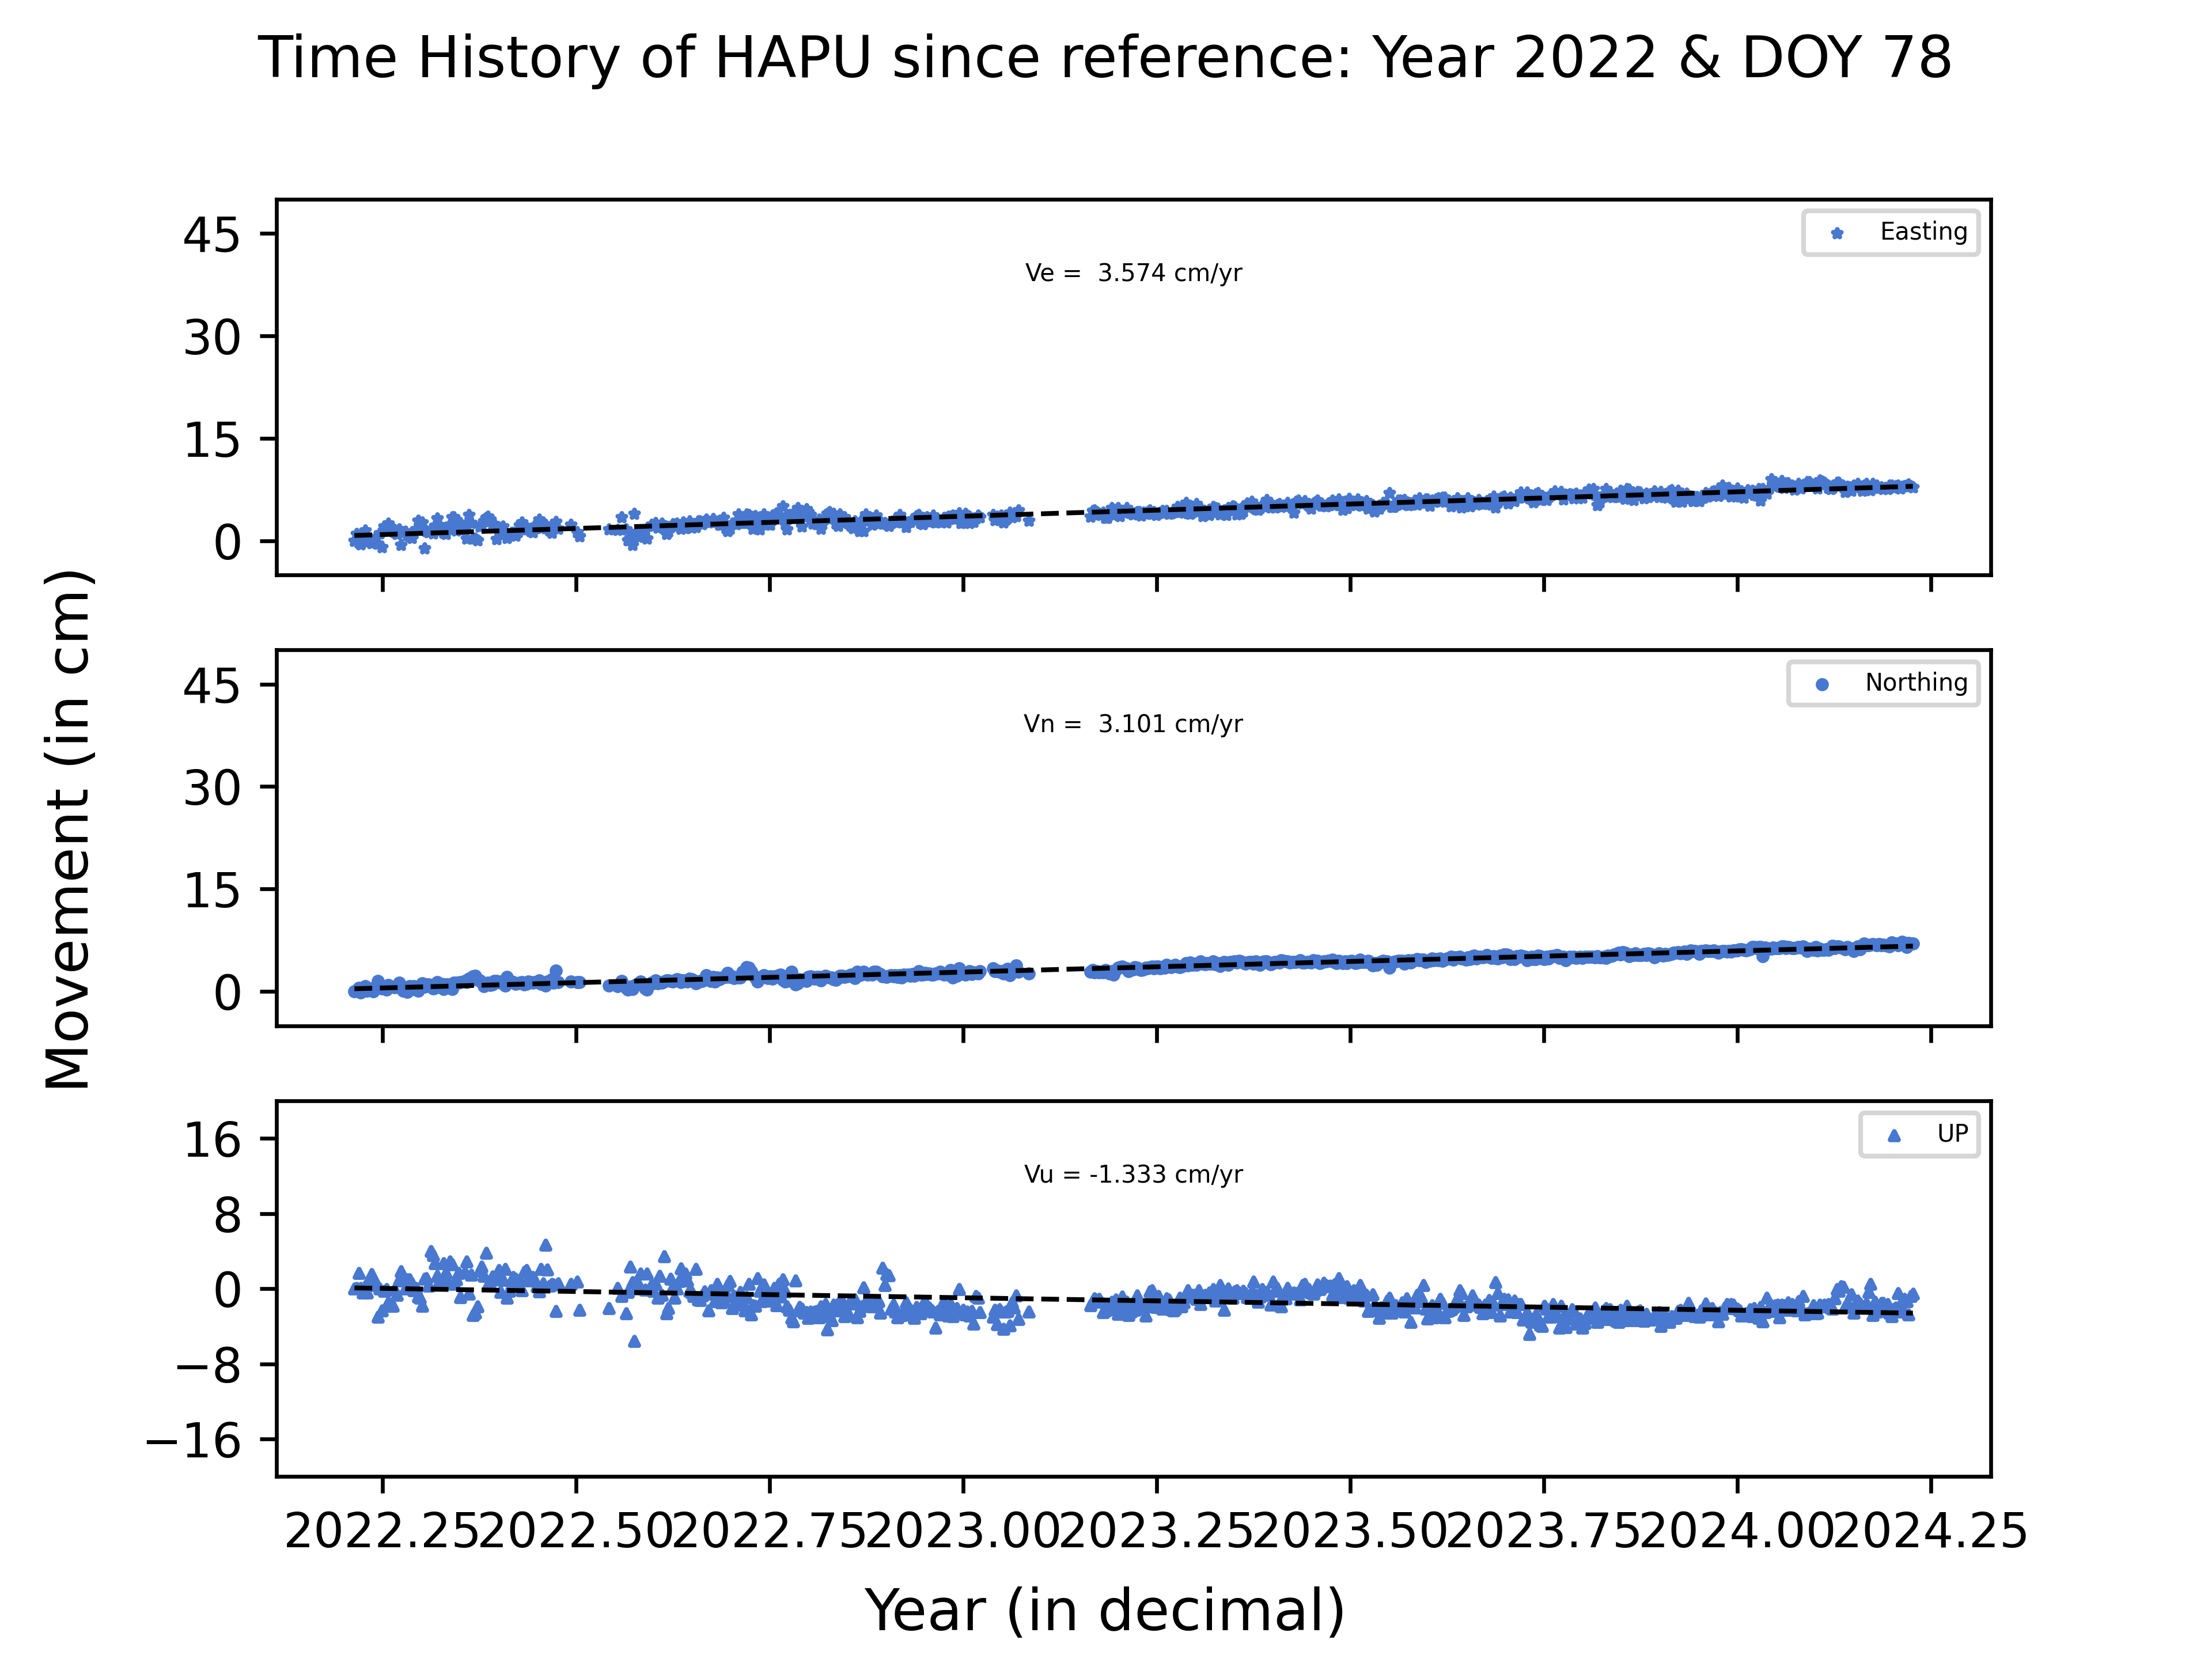 Time History of HAPU since reference: Year 2022 & DOY 78
Movement (in cm)
45
30
15
0
Easting
Ve =  3.574 cm/yr
45
30
15
0
Northing
Vn =  3.101 cm/yr
16
8
0
−8
−16
UP
Vu = -1.333 cm/yr
2022.25 2022.50 2022.75 2023.00 2023.25 2023.50 2023.75 2024.00 2024.25
Year (in decimal)